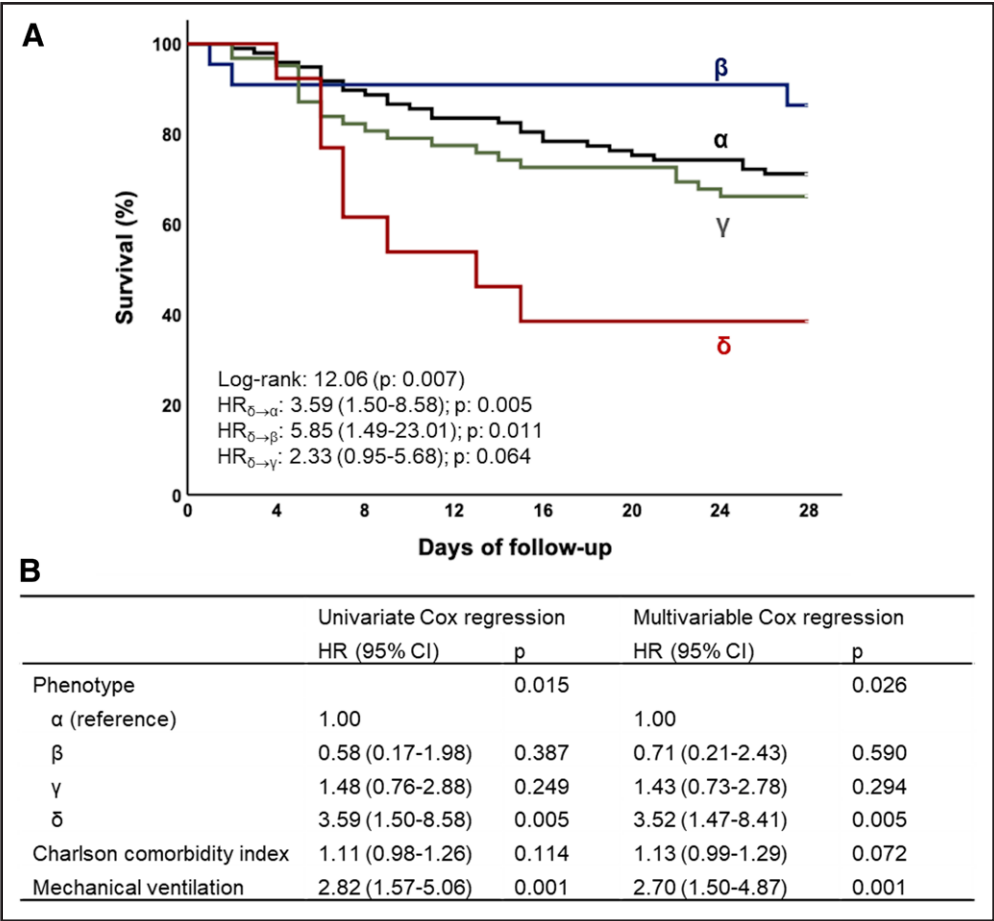 A
100
80
60
40
20
0
Survival (%)
β
α
γ
δ
Log-rank: 12.06 (p: 0.007)
HRδ→α: 3.59 (1.50-8.58); p: 0.005
HRδ→β: 5.85 (1.49-23.01); p: 0.011
HRδ→γ: 2.33 (0.95-5.68); p: 0.064
0 4 8 12 16 20 24 28
Days of follow-up
B
Univariate Cox regression Multivariable Cox regression
HR (95% CI) p HR (95% CI) p
Phenotype 0.015 0.026
α (reference) 1.00 1.00
β 0.58 (0.17-1.98) 0.387 0.71 (0.21-2.43) 0.590
γ 1.48 (0.76-2.88) 0.249 1.43 (0.73-2.78) 0.294
δ 3.59 (1.50-8.58) 0.005 3.52 (1.47-8.41) 0.005
Charlson comorbidity index 1.11 (0.98-1.26) 0.114 1.13 (0.99-1.29) 0.072
Mechanical ventilation 2.82 (1.57-5.06) 0.001 2.70 (1.50-4.87) 0.001